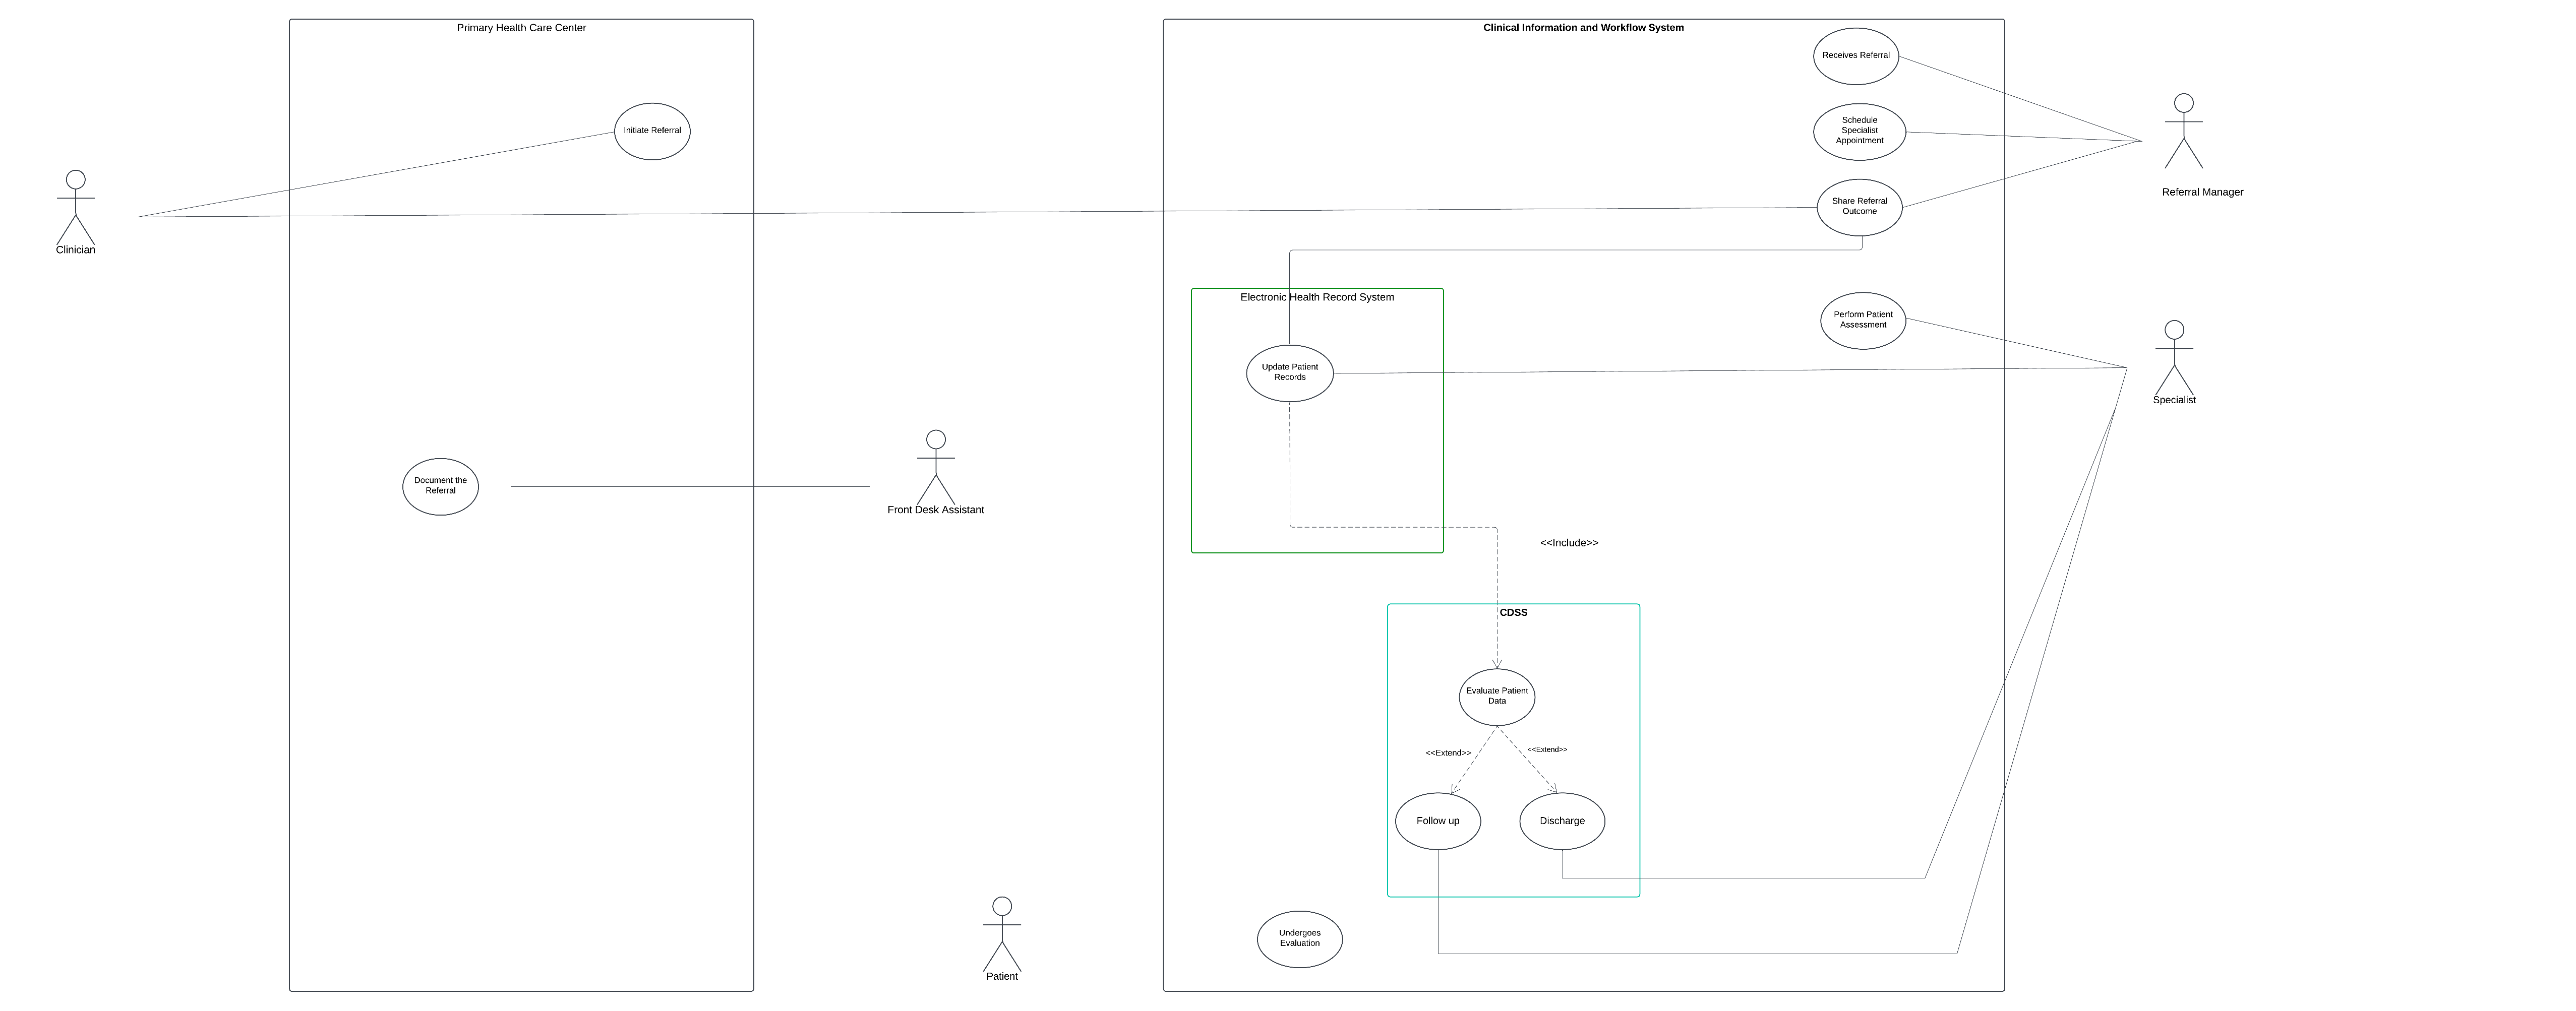 Primary Health Care Center
Clinical Information and Workflow System
Receives Referral
Initiate Referral
Schedule
Specialist
Appointment
Referral Manager
Share Referral
Outcome
Clinician
Electronic Health Record System
Perform Patient
Assessment
Update Patient
Records
Specialist
Document the
Referral
Front Desk Assistant
<<Include>>
CDSS
Evaluate Patient
Data
<<Extend>>
<<Extend>>
Follow up
Discharge
Undergoes
Evaluation
Patient